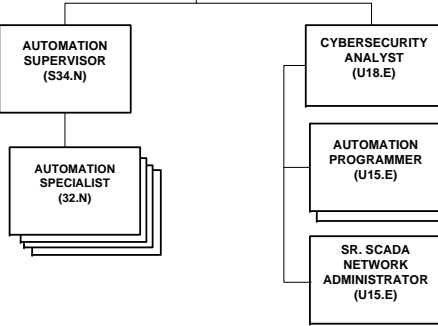 AUTOMATION
SUPERVISOR
(S34.N)
AUTOMATION
SPECIALIST
(32.N)
CYBERSECURITY
ANALYST
(U18.E)
AUTOMATION
PROGRAMMER
(U15.E)
SR. SCADA
NETWORK
ADMINISTRATOR
(U15.E)